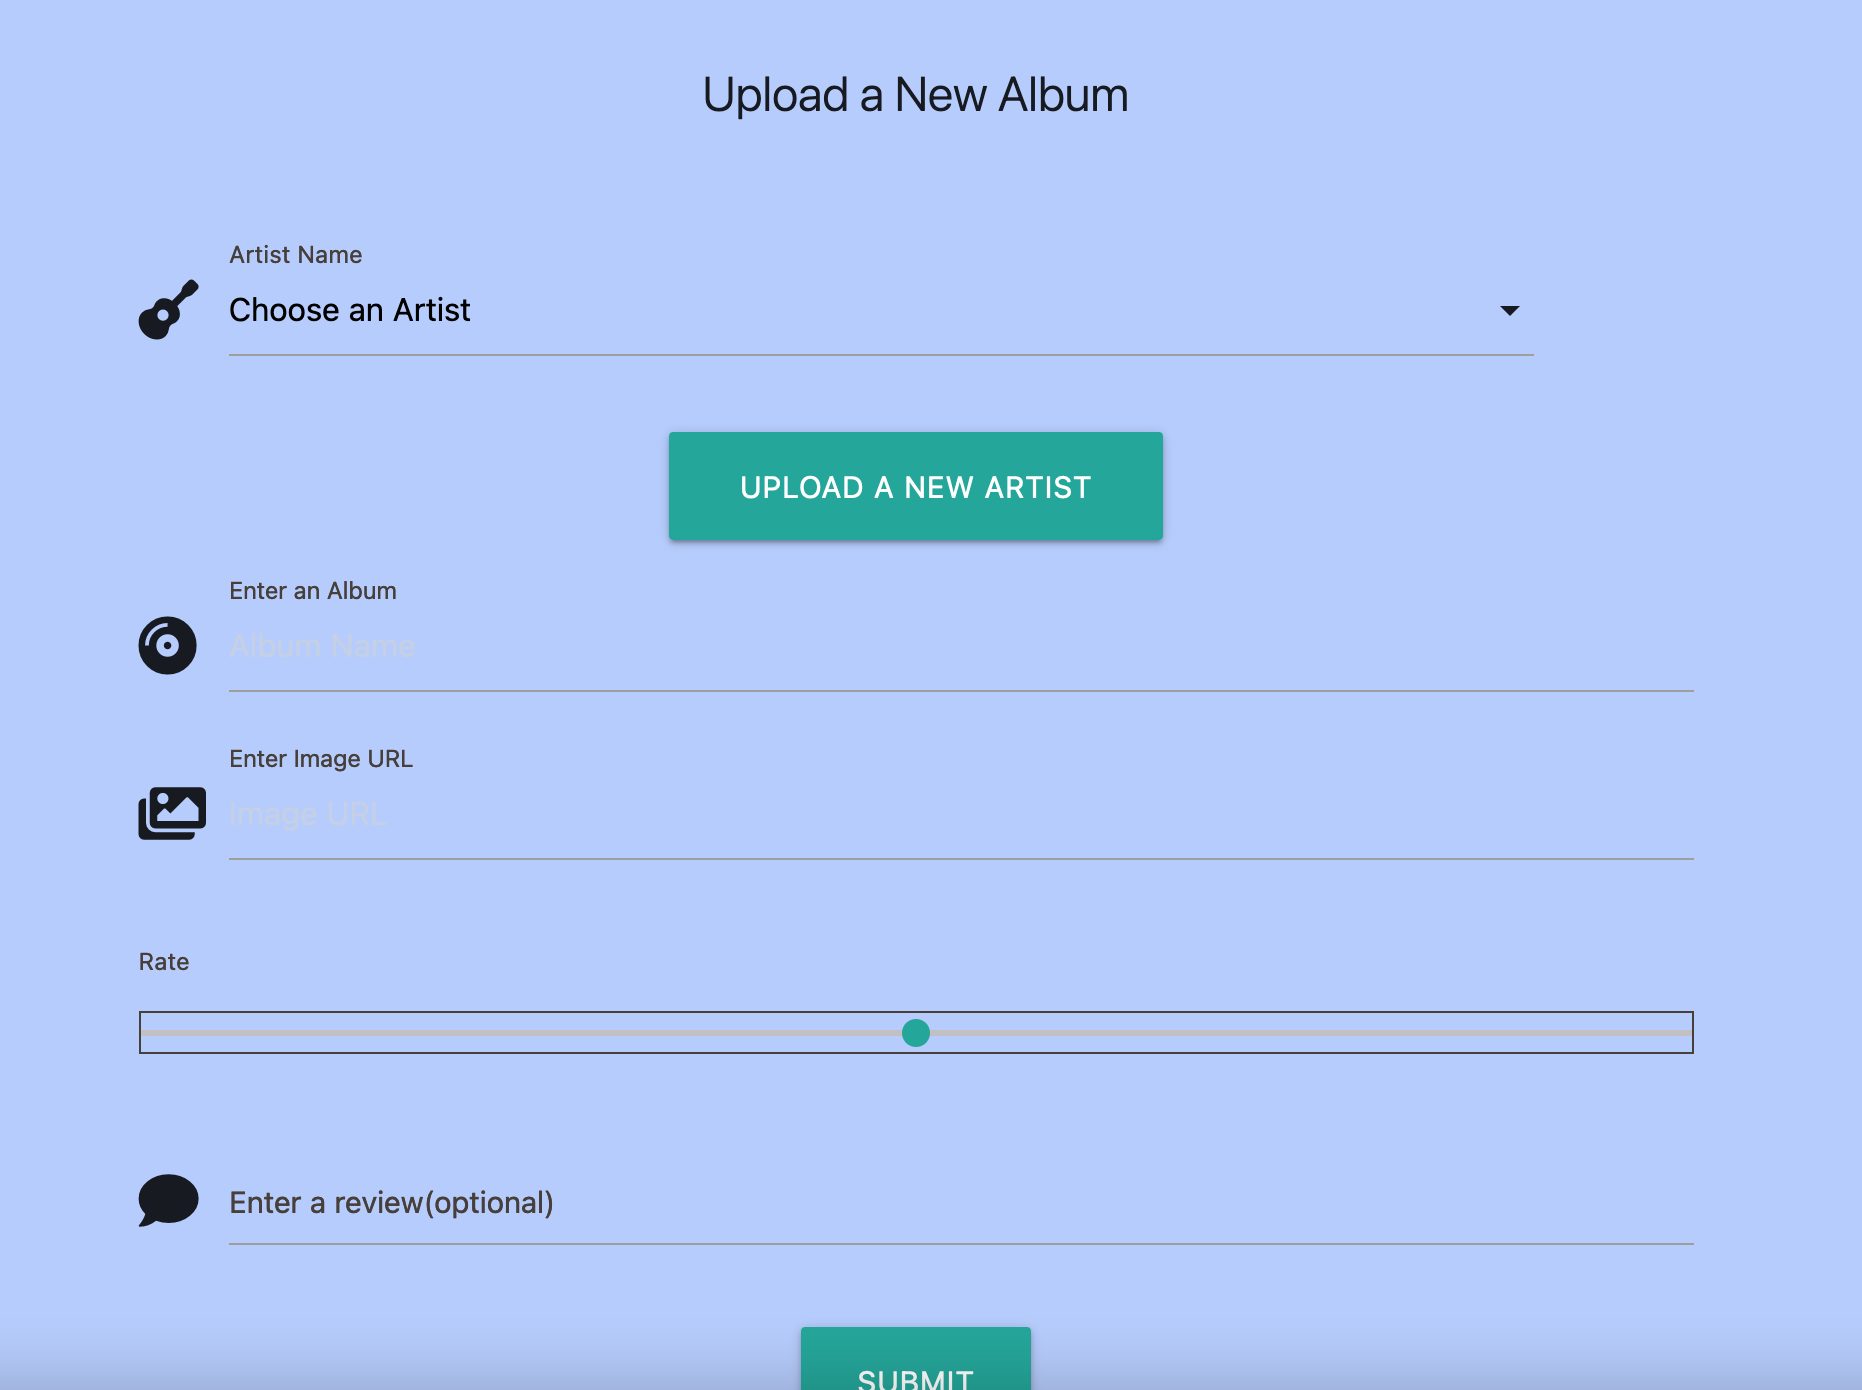 Upload a New Album
Artist Name
Choose an Artist
UPLOAD A NEW ARTIST
Enter an Album
Album Name
Enter Image URL
Image URL
Rate
Enter a review(optional)
SUBMIT